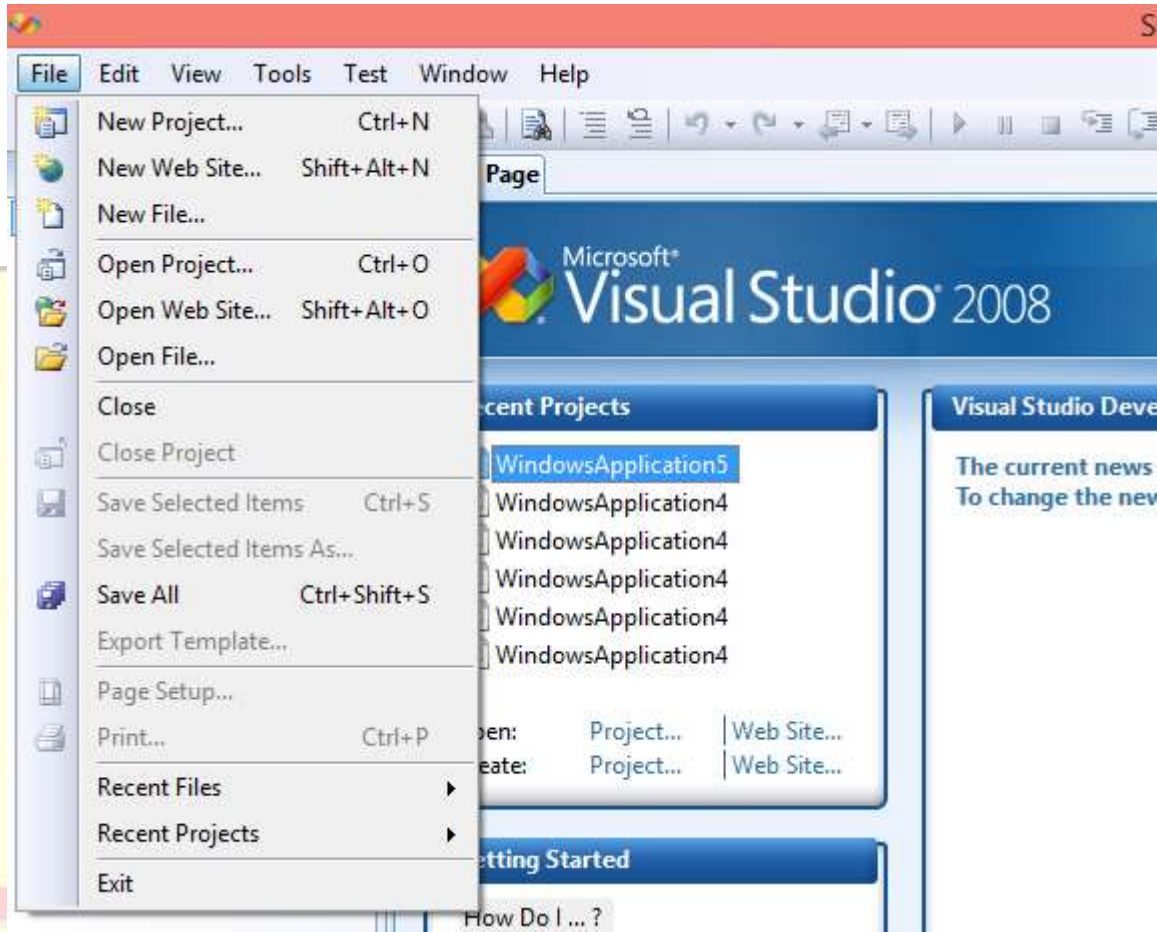 S
File Edit View Tools Test Window Help
New Project... Ctrl+N
New Web Site... Shift+Alt+N
New File...
Open Project... Ctrl+O
Open Web Site... Shift+Alt+O
Open File...
Close
Close Project
Save Selected Items Ctrl+S
Save Selected Items As...
Save All Ctrl+Shift+S
Export Template...
Page Setup...
Print... Ctrl+P
Recent Files
Recent Projects
Exit
Page
Microsoft
Visual Studio 2008
ecent Projects
WindowsApplication5
WindowsApplication4
WindowsApplication4
WindowsApplication4
WindowsApplication4
WindowsApplication4
pen: Project... Web Site...
eate: Project... Web Site...
etting Started
How Do I ... ?
Visual Studio Deve
The current news
To change the new